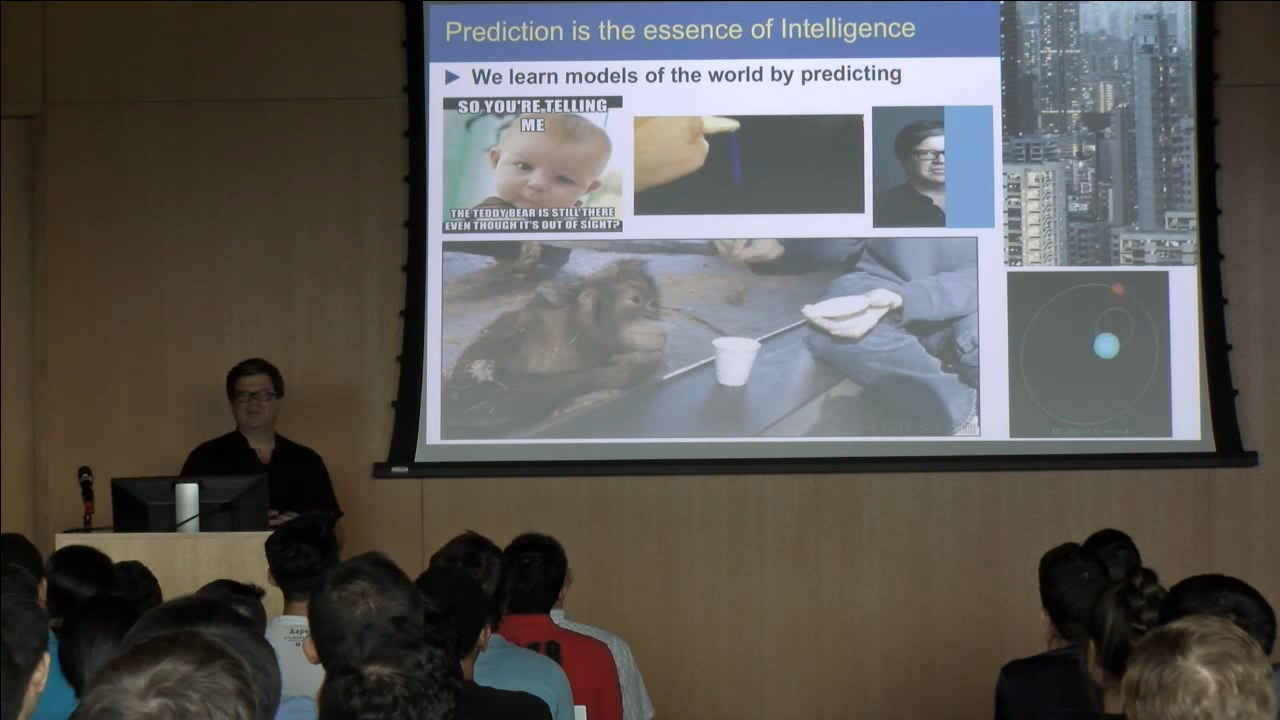 Prediction is the essence of Intelligence
► We learn models of the world by predicting
SO YOU'RE TELLING
ME
THE TEDDY BEAR IS STILL THERE
EVEN THOUGH IT'S OUT OF SIGHT?